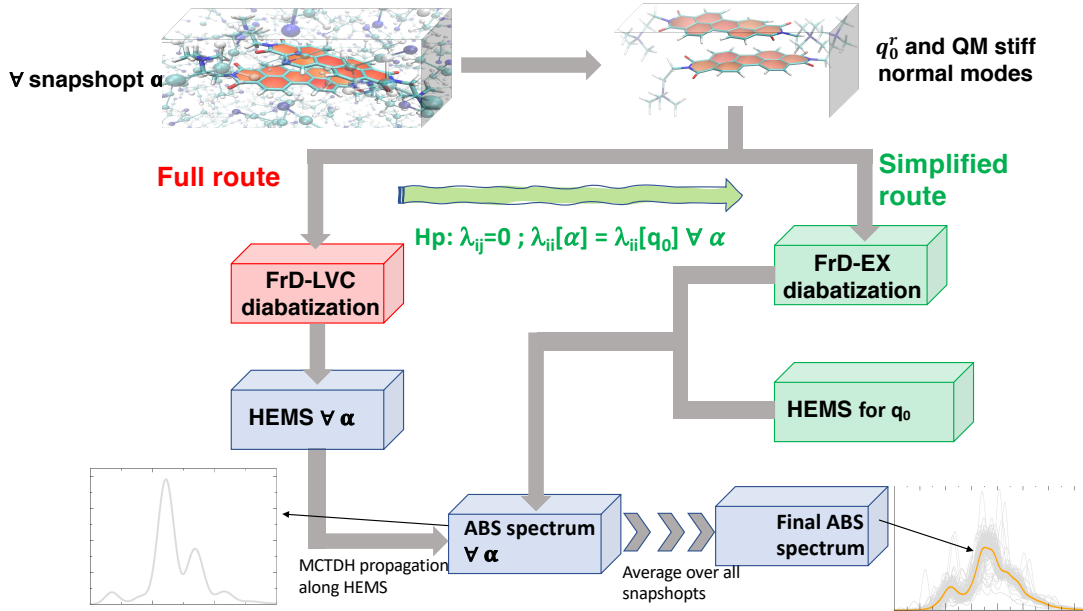 ∀ snapshopt α
q₀ʳ and QM stiff
normal modes
Full route
Simplified
route
Hp: λᵢⱼ=0 ; λᵢᵢ[α] = λᵢᵢ[q₀] ∀ α
FrD-LVC
diabatization
FrD-EX
diabatization
HEMS ∀ α
HEMS for q₀
ABS spectrum
∀ α
Final ABS
spectrum
MCTDH propagation
along HEMS
Average over all
snapshopts